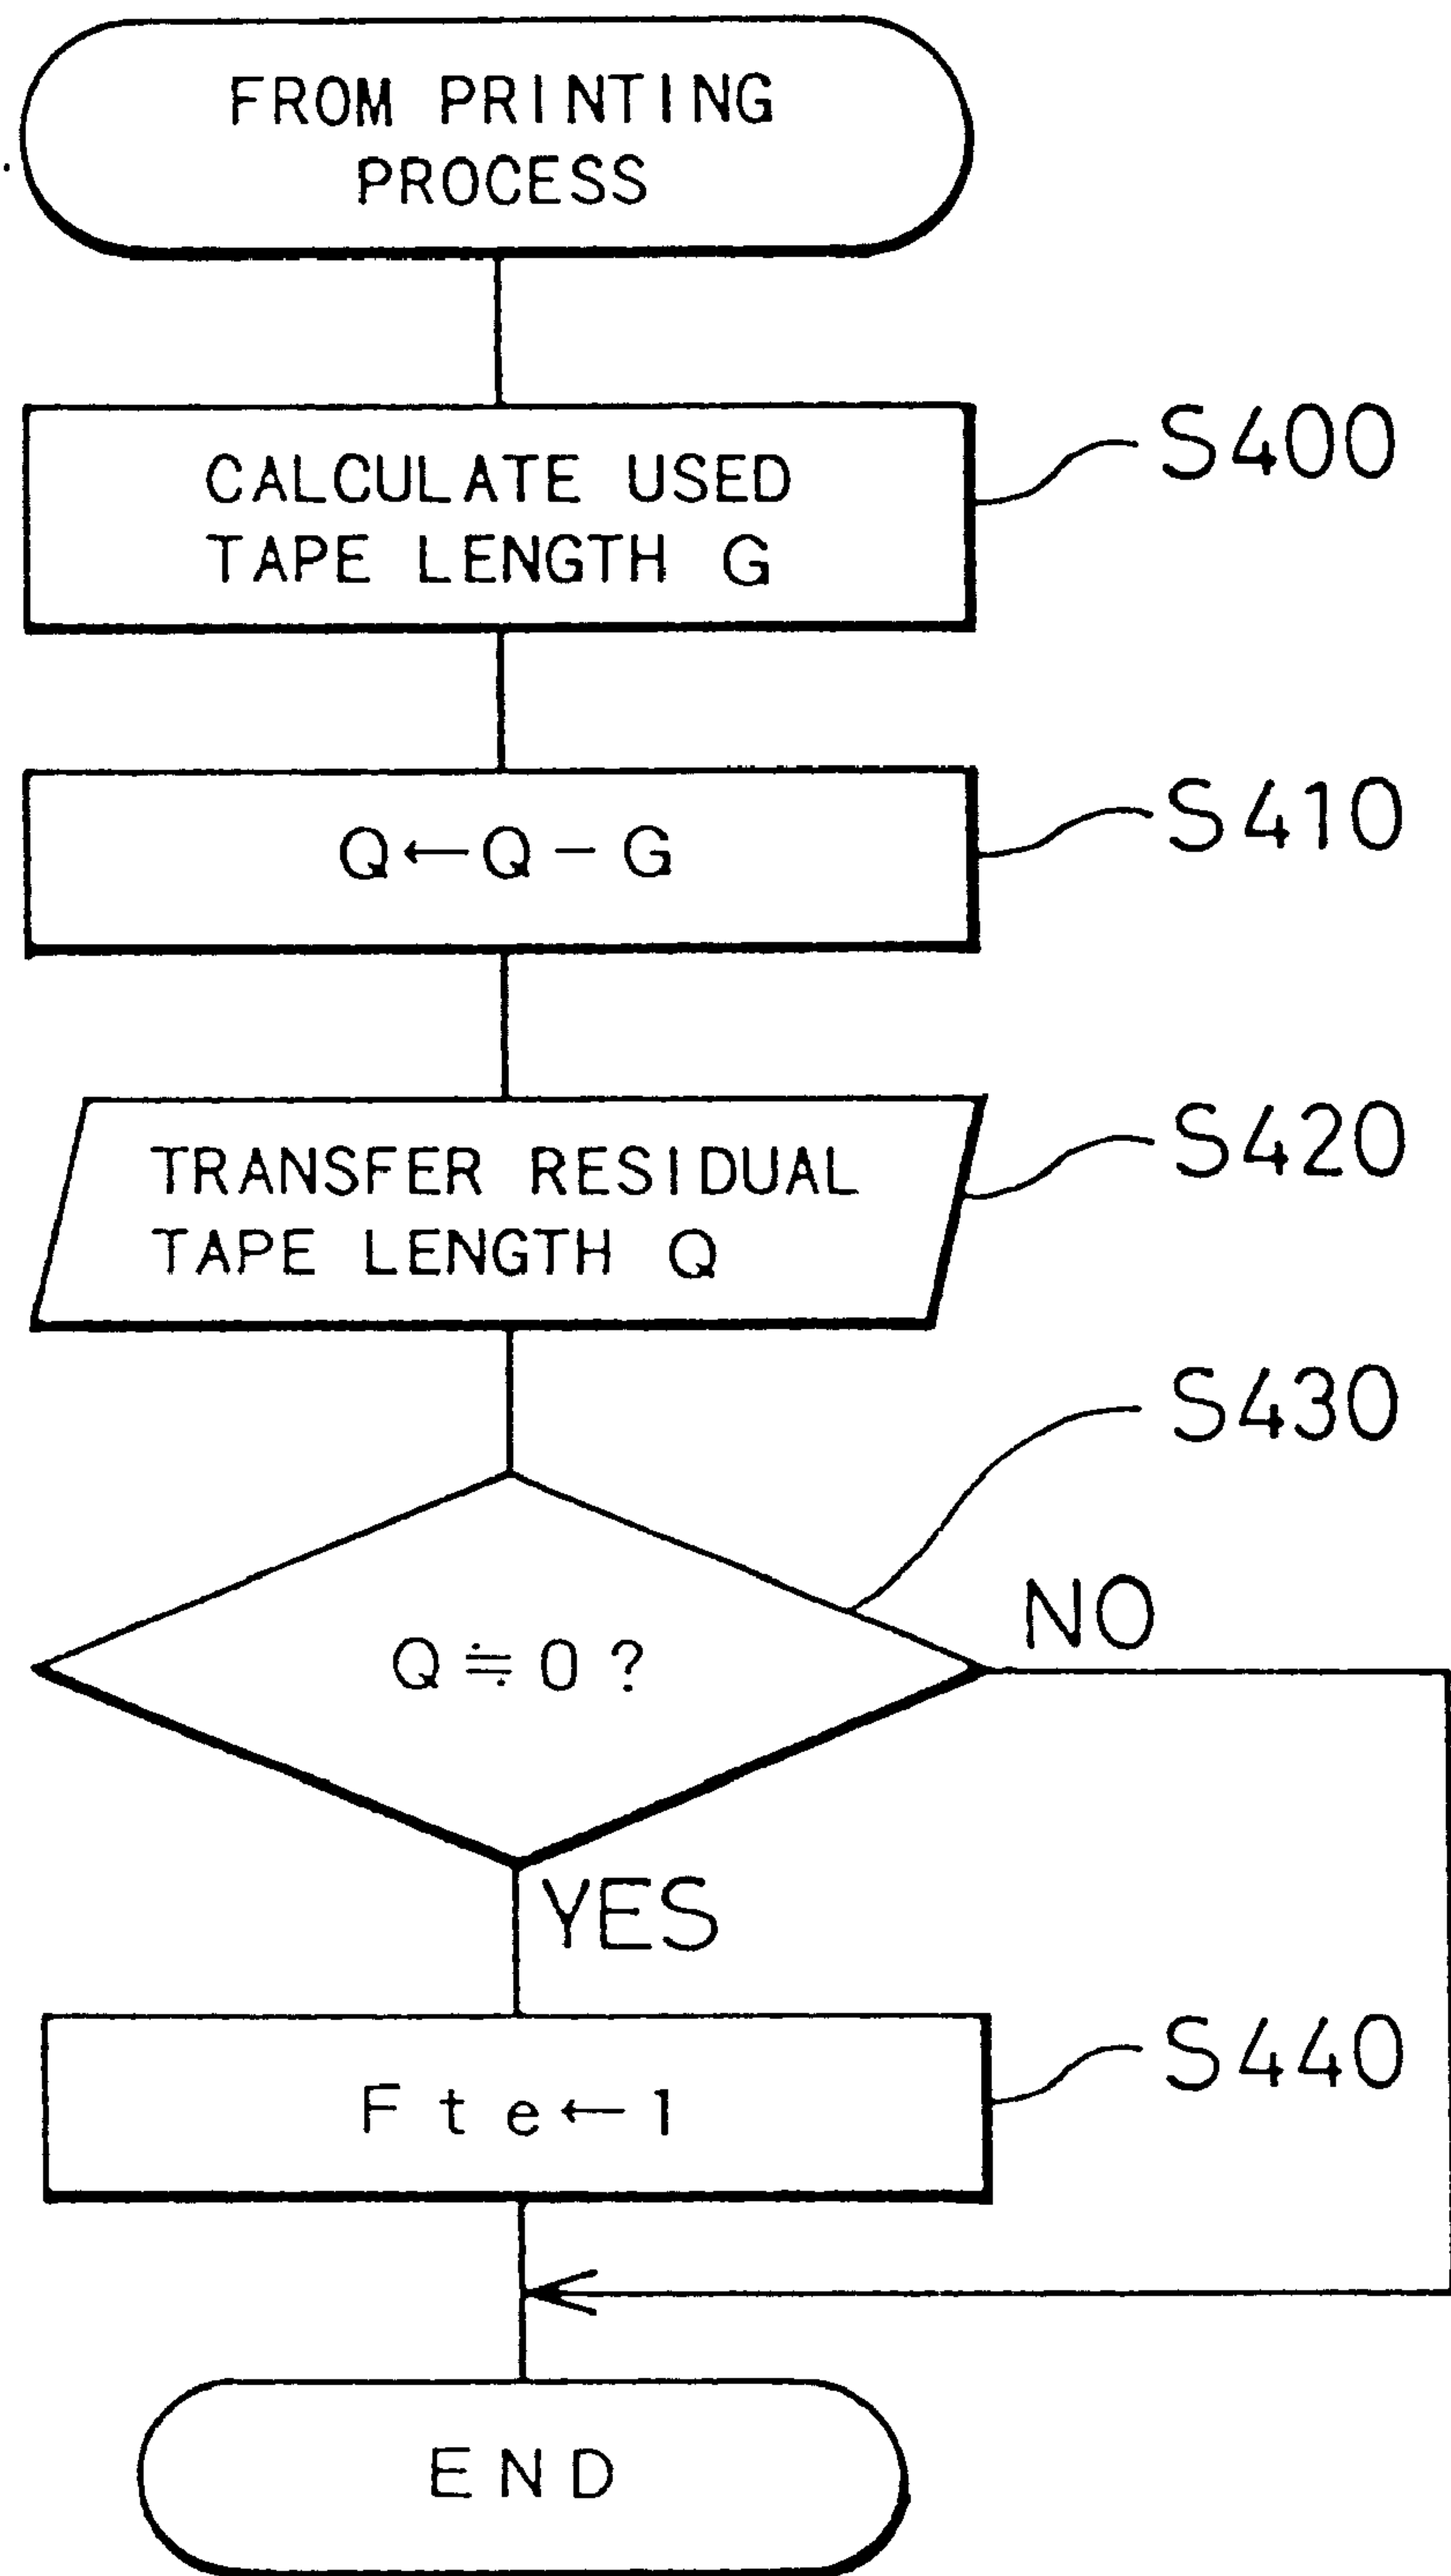 FROM PRINTING
PROCESS
CALCULATE USED
TAPE LENGTH G
S400
Q←Q-G
S410
TRANSFER RESIDUAL
TAPE LENGTH Q
S420
S430
Q≒0?
NO
YES
Fte←1
S440
END